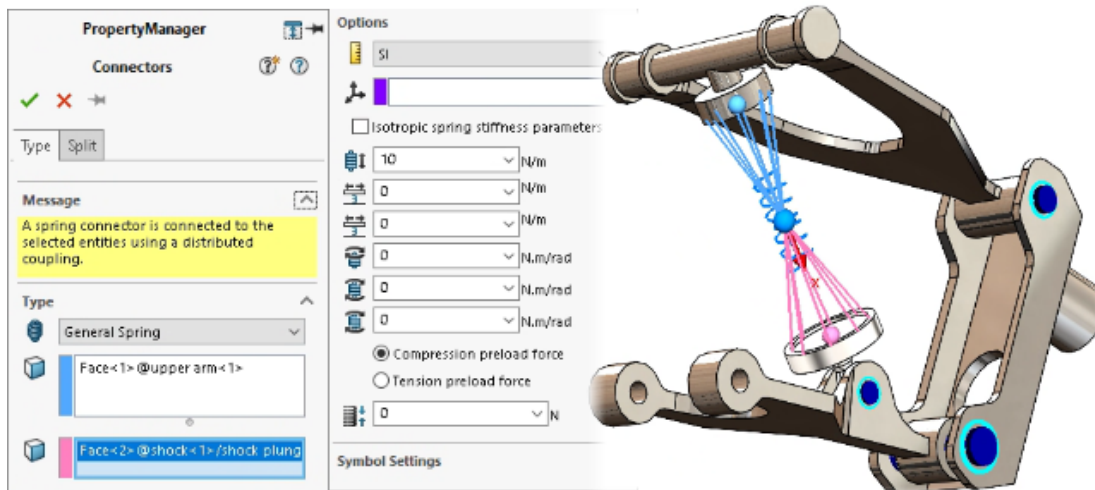 PropertyManager
Connectors
Type
Split
Message
A spring connector is connected to the
selected entities using a distributed
coupling.
Type
General Spring
Face<1>@upper arm<1>
Face<2>@shock<1>/shock plung
Options
SI
Isotropic spring stiffness parameters
10 N/m
0 N/m
0 N/m
0 N.m/rad
0 N.m/rad
0 N.m/rad
Compression preload force
Tension preload force
0 N
Symbol Settings
x